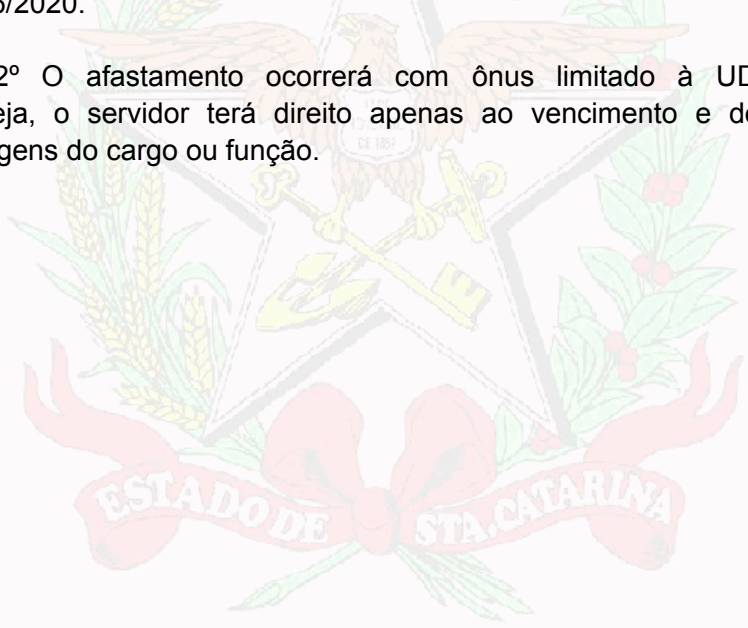 5/2020.
2º O afastamento ocorrerá com ônus limitado à UD
eja, o servidor terá direito apenas ao vencimento e de
gens do cargo ou função.
ESTADO DE STA.CATARINA